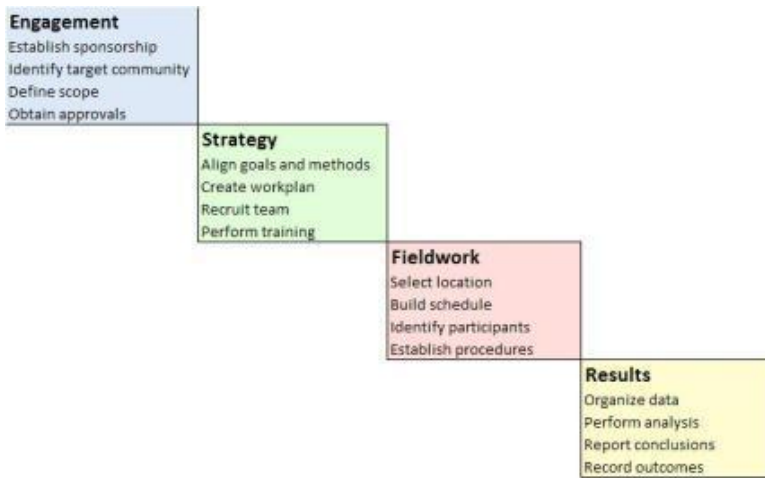 Engagement
Establish sponsorship
Identify target community
Define scope
Obtain approvals
Strategy
Align goals and methods
Create workplan
Recruit team
Perform training
Fieldwork
Select location
Build schedule
Identify participants
Establish procedures
Results
Organize data
Perform analysis
Report conclusions
Record outcomes